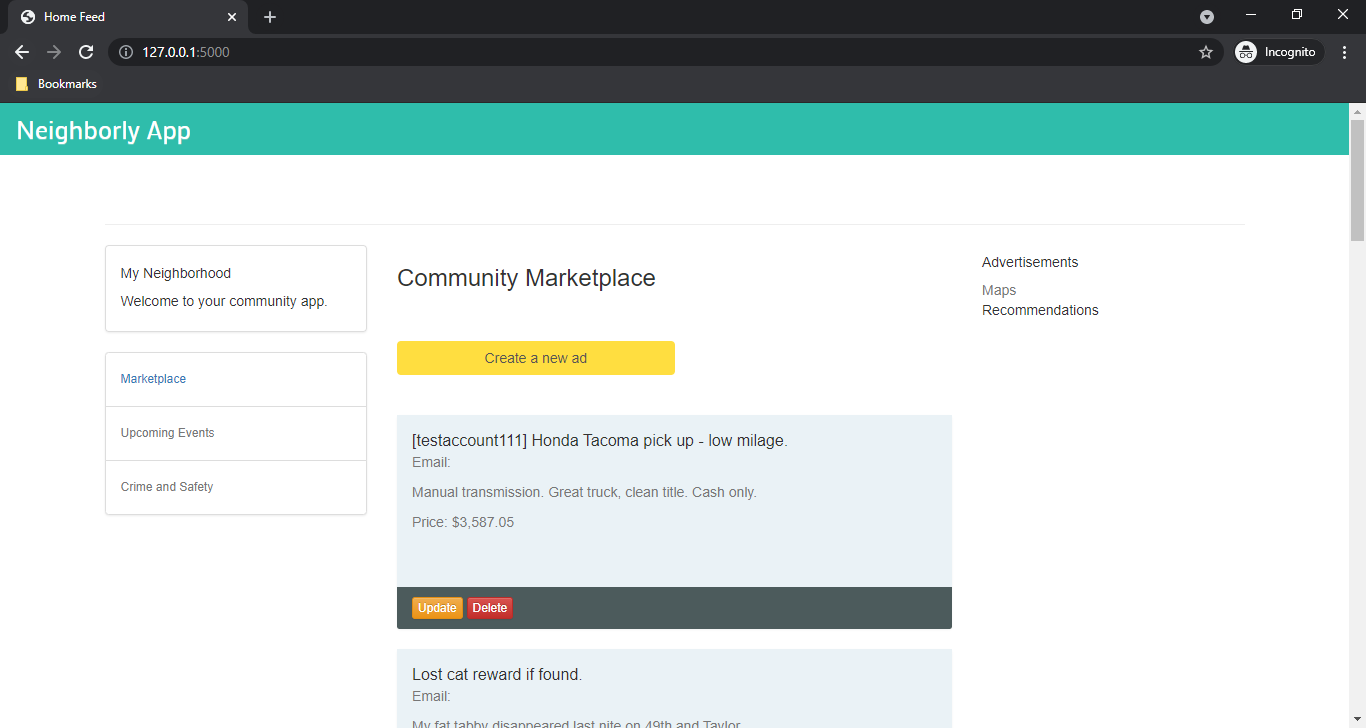 Home Feed
127.0.0.1:5000
Incognito
Bookmarks
Neighborly App
My Neighborhood
Welcome to your community app.
Marketplace
Upcoming Events
Crime and Safety
Community Marketplace
Create a new ad
[testaccount111] Honda Tacoma pick up - low milage.
Email:
Manual transmission. Great truck, clean title. Cash only.
Price: $3,587.05
Update Delete
Lost cat reward if found.
Email:
My fat tabby disappeared last nite on 49th and Taylor
Advertisements
Maps
Recommendations